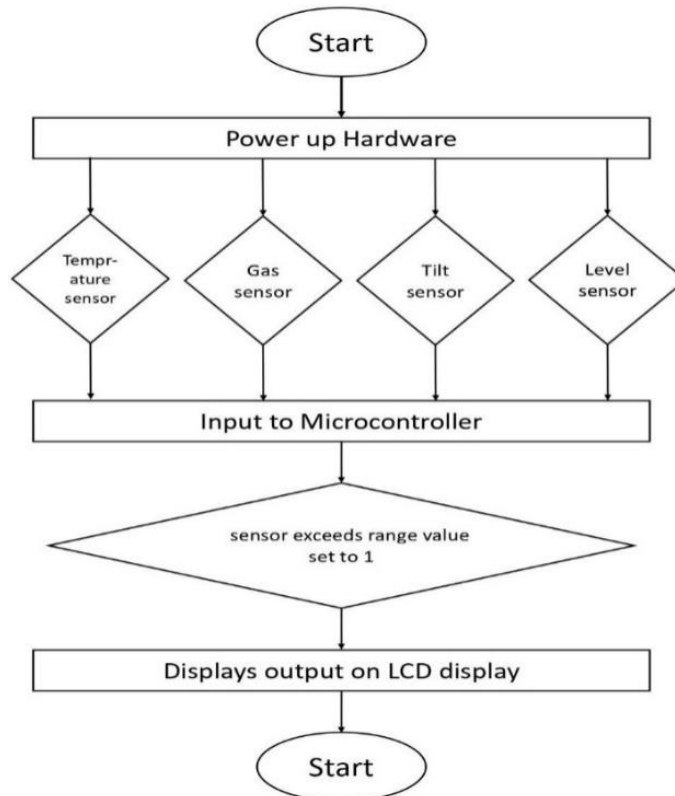 Start
Power up Hardware
Tempr-
ature
sensor
Gas
sensor
Tilt
sensor
Level
sensor
Input to Microcontroller
sensor exceeds range value
set to 1
Displays output on LCD display
Start